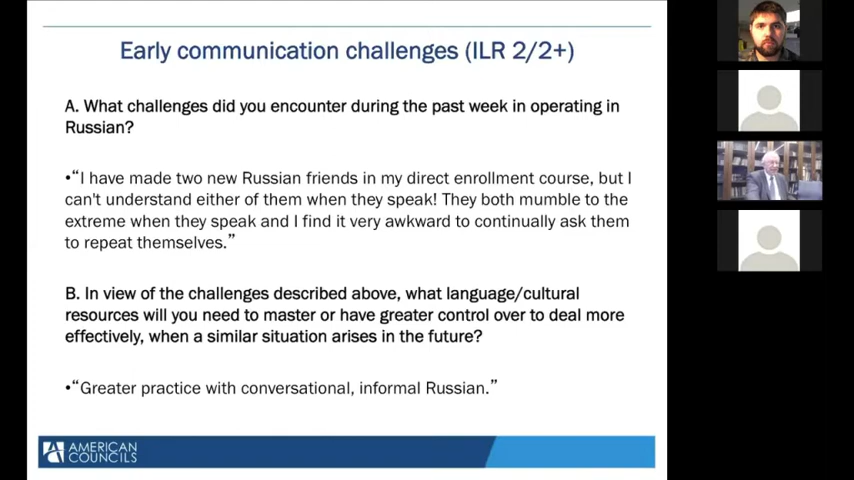 Early communication challenges (ILR 2/2+)
A. What challenges did you encounter during the past week in operating in
Russian?
•“I have made two new Russian friends in my direct enrollment course, but I
can't understand either of them when they speak! They both mumble to the
extreme when they speak and I find it very awkward to continually ask them
to repeat themselves.”
B. In view of the challenges described above, what language/cultural
resources will you need to master or have greater control over to deal more
effectively, when a similar situation arises in the future?
•“Greater practice with conversational, informal Russian.”
AMERICAN
COUNCILS